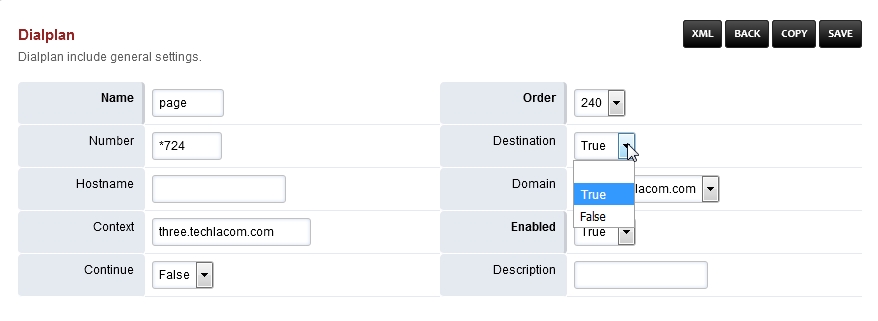 Dialplan
XML BACK COPY SAVE
Dialplan include general settings.
Name page Order 240
Number *724 Destination True
Hostname Domain lacom.com
True
False
Context three.techlacom.com Enabled True
Continue False Description